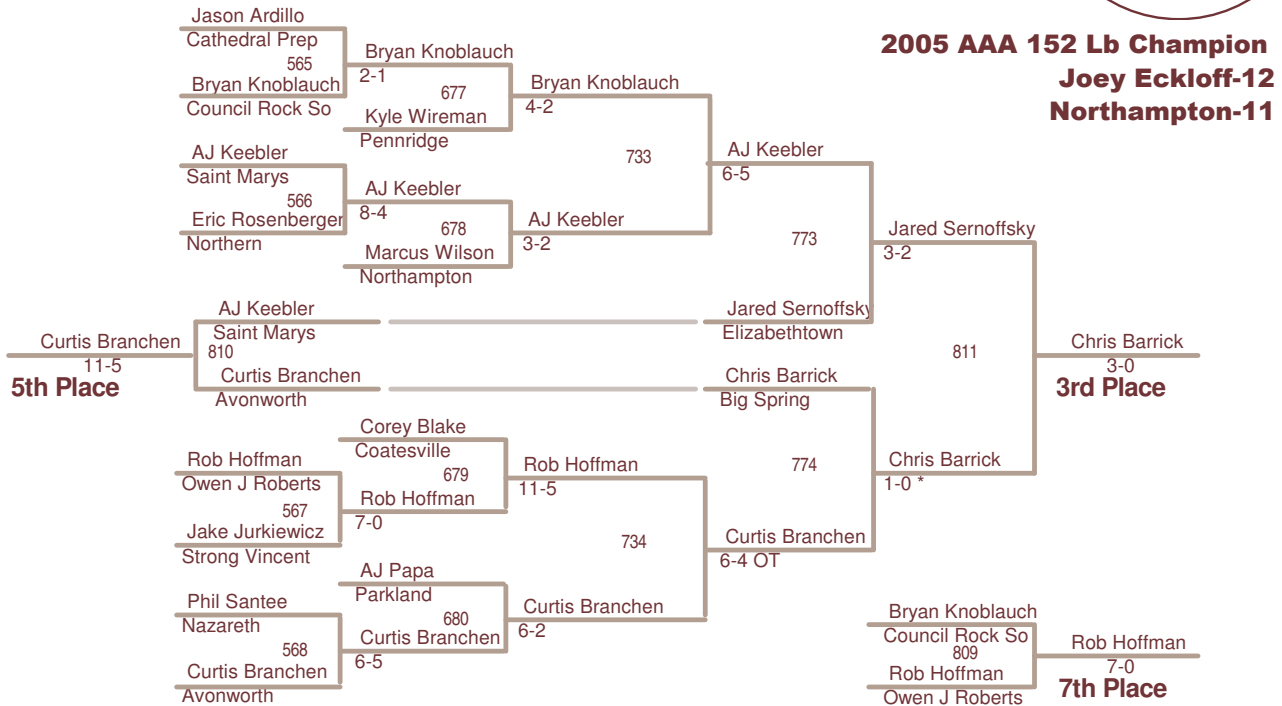 2005 AAA 152 Lb Champion
Joey Eckloff-12
Northampton-11
Jason Ardillo
Cathedral Prep
565
Bryan Knoblauch
Council Rock So
Bryan Knoblauch
2-1
677
Kyle Wireman
Pennridge
Bryan Knoblauch
4-2
AJ Keebler
Saint Marys
566
Eric Rosenberger
Northern
AJ Keebler
8-4
678
Marcus Wilson
Northampton
AJ Keebler
3-2
733
AJ Keebler
6-5
773
Jared Sernoffsky
Elizabethtown
Jared Sernoffsky
3-2
AJ Keebler
Saint Marys
810
Curtis Branchen
Avonworth
Curtis Branchen
11-5
5th Place
Chris Barrick
Big Spring
774
Chris Barrick
1-0 *
811
Chris Barrick
3-0
3rd Place
Corey Blake
Coatesville
679
Rob Hoffman
Owen J Roberts
567
Jake Jurkiewicz
Strong Vincent
Rob Hoffman
7-0
Rob Hoffman
11-5
734
Curtis Branchen
6-4 OT
AJ Papa
Parkland
680
Phil Santee
Nazareth
568
Curtis Branchen
Avonworth
Curtis Branchen
6-5
Curtis Branchen
6-2
Bryan Knoblauch
Council Rock So
809
Rob Hoffman
Owen J Roberts
Rob Hoffman
7-0
7th Place